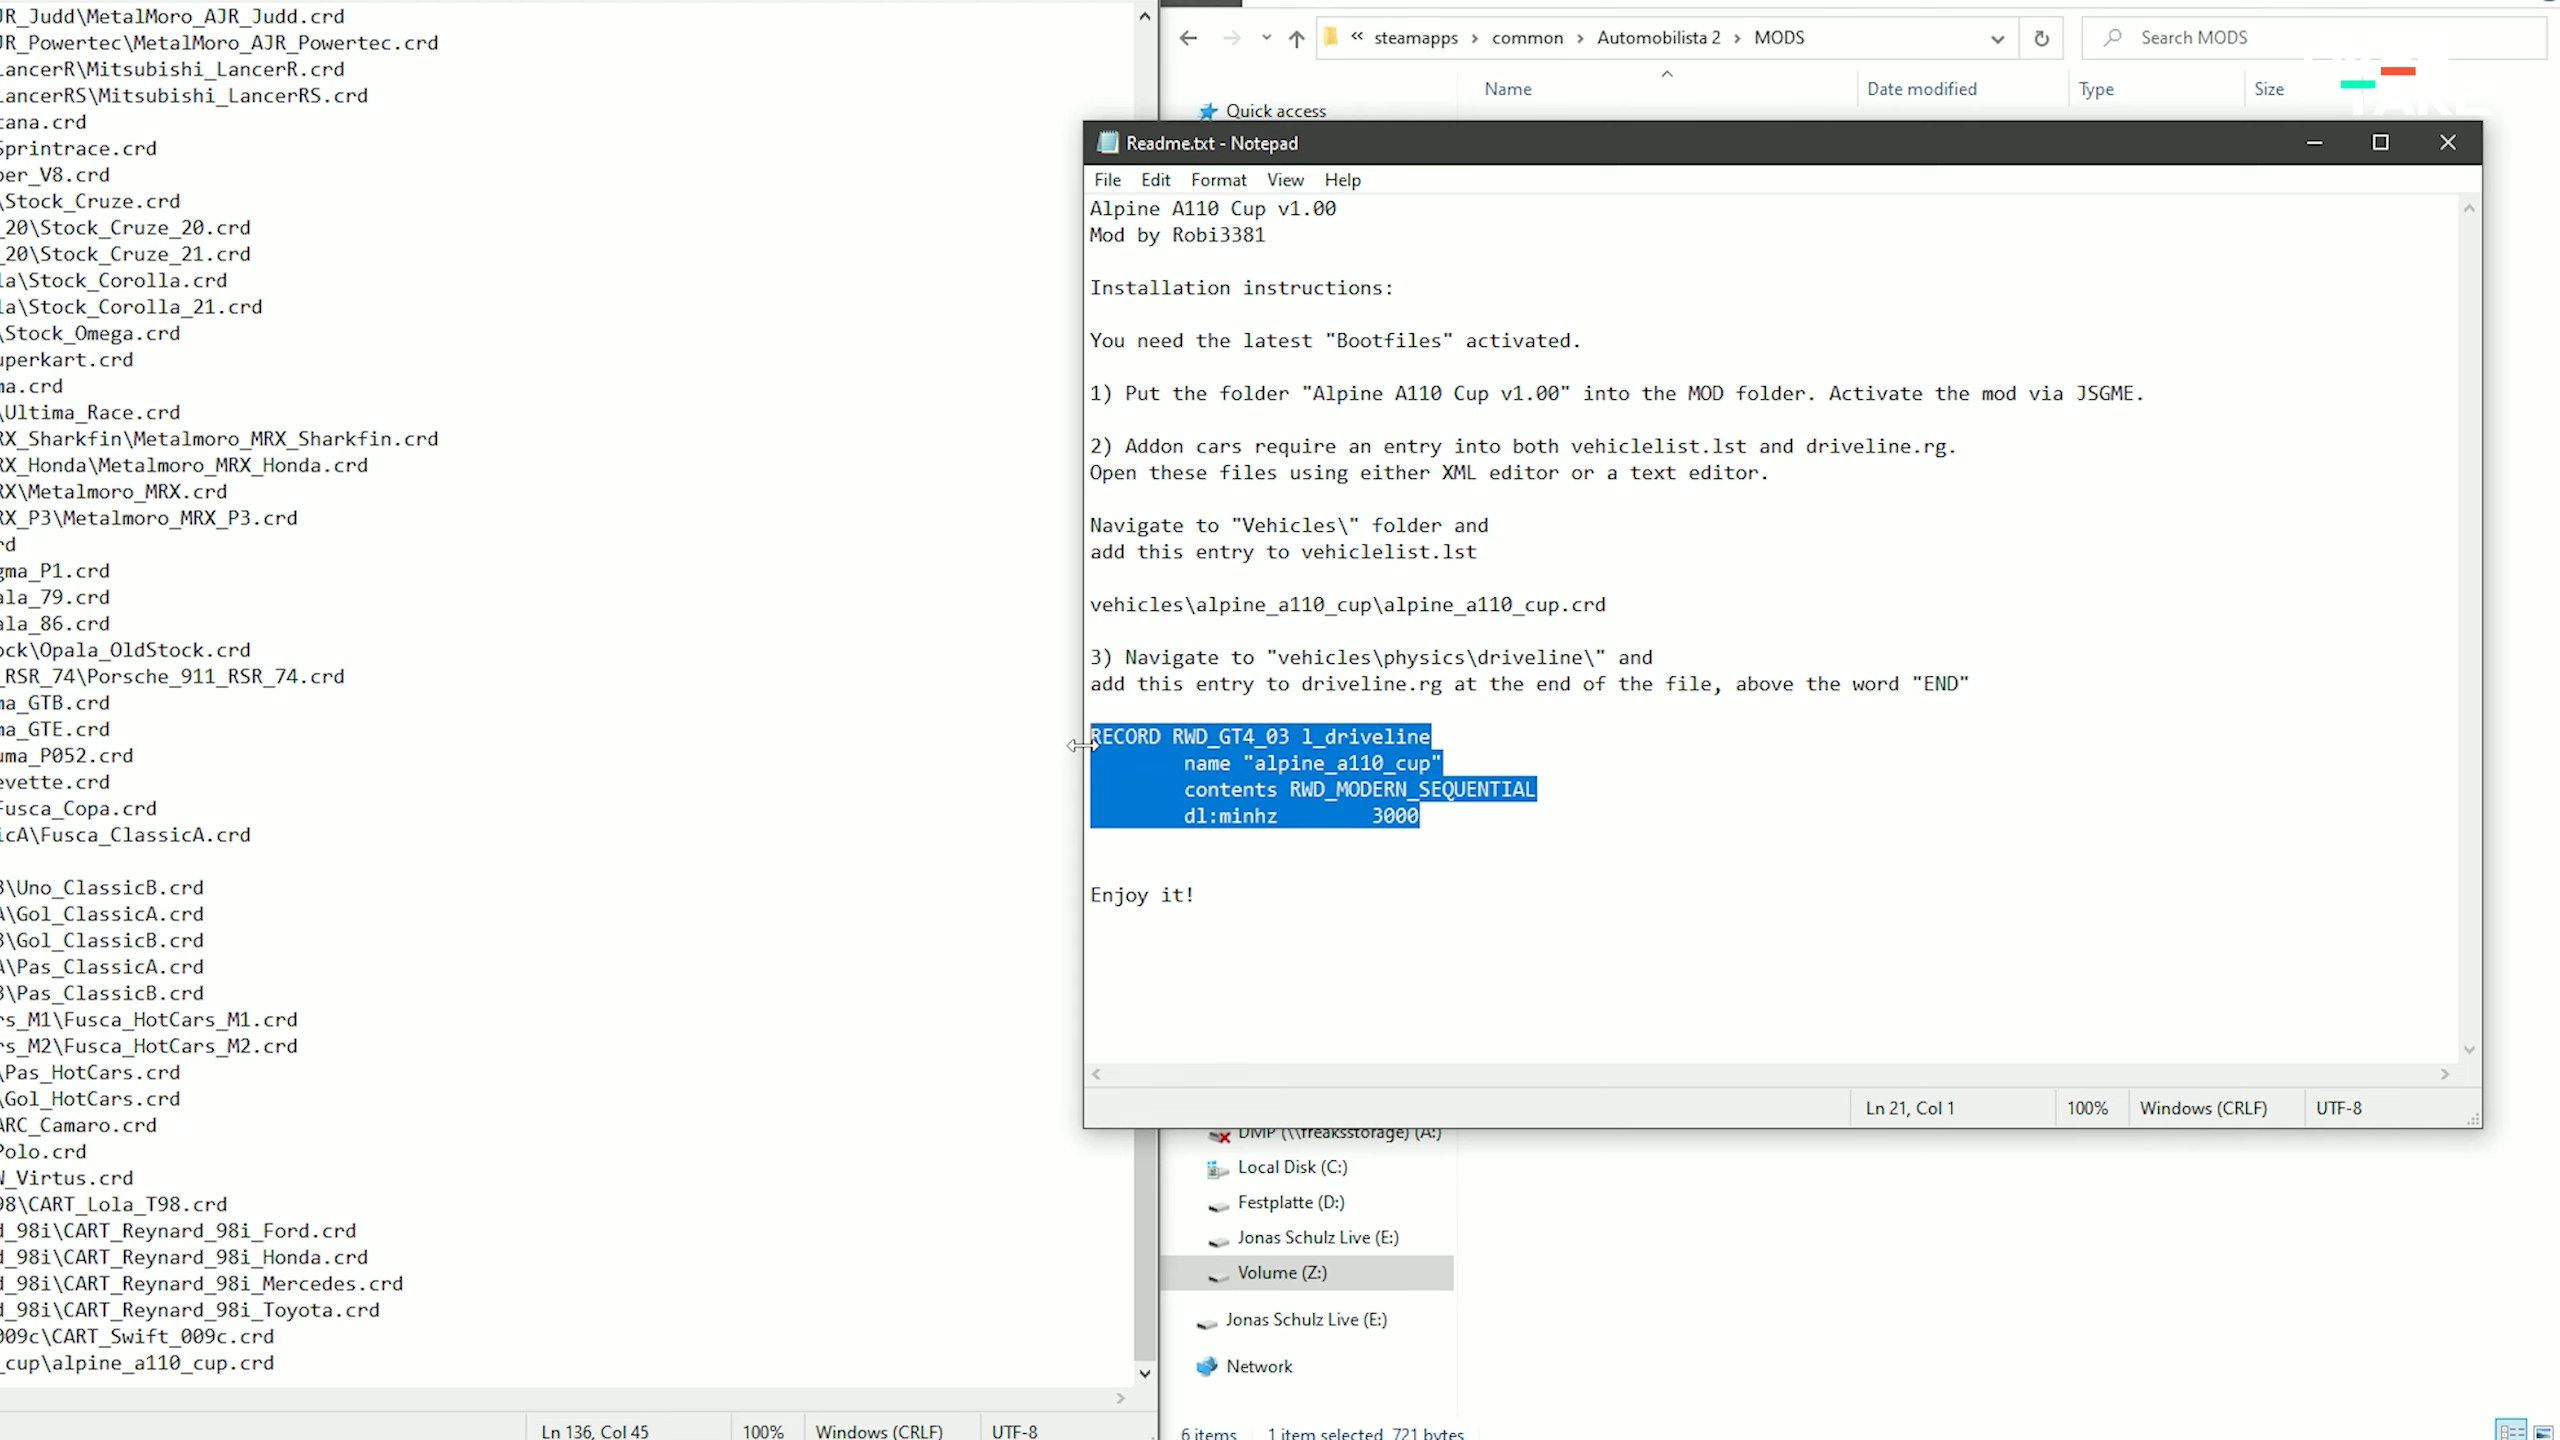 JR_Judd\MetalMoro_AJR_Judd.crd
JR_Powertec\MetalMoro_AJR_Powertec.crd
LancerR\Mitsubishi_LancerR.crd
LancerRS\Mitsubishi_LancerRS.crd
tana.crd
Sprintrace.crd
per_V8.crd
\Stock_Cruze.crd
_20\Stock_Cruze_20.crd
_20\Stock_Cruze_21.crd
la\Stock_Corolla.crd
la\Stock_Corolla_21.crd
\Stock_Omega.crd
uperkart.crd
ma.crd
\Ultima_Race.crd
RX_Sharkfin\Metalmoro_MRX_Sharkfin.crd
RX_Honda\Metalmoro_MRX_Honda.crd
RX\Metalmoro_MRX.crd
RX_P3\Metalmoro_MRX_P3.crd
rd
gma_P1.crd
ala_79.crd
ala_86.crd
ock\Opala_OldStock.crd
_RSR_74\Porsche_911_RSR_74.crd
ma_GTB.crd
ma_GTE.crd
uma_P052.crd
evette.crd
Fusca_Copa.crd
icA\Fusca_ClassicA.crd
B\Uno_ClassicB.crd
A\Gol_ClassicA.crd
B\Gol_ClassicB.crd
A\Pas_ClassicA.crd
B\Pas_ClassicB.crd
rs_M1\Fusca_HotCars_M1.crd
rs_M2\Fusca_HotCars_M2.crd
\Pas_HotCars.crd
\Gol_HotCars.crd
ARC_Camaro.crd
Polo.crd
W_Virtus.crd
98\CART_Lola_T98.crd
d_98i\CART_Reynard_98i_Ford.crd
d_98i\CART_Reynard_98i_Honda.crd
d_98i\CART_Reynard_98i_Mercedes.crd
d_98i\CART_Reynard_98i_Toyota.crd
009c\CART_Swift_009c.crd
_cup\alpine_a110_cup.crd
Ln 136, Col 45 100% Windows (CRLF) UTF-8
« steamapps › common › Automobilista 2 › MODS Search MODS
Name Date modified Type Size
Quick access
Readme.txt - Notepad
File Edit Format View Help
Alpine A110 Cup v1.00
Mod by Robi3381
Installation instructions:
You need the latest "Bootfiles" activated.
1) Put the folder "Alpine A110 Cup v1.00" into the MOD folder. Activate the mod via JSGME.
2) Addon cars require an entry into both vehiclelist.lst and driveline.rg.
Open these files using either XML editor or a text editor.
Navigate to "Vehicles\" folder and
add this entry to vehiclelist.lst
vehicles\alpine_a110_cup\alpine_a110_cup.crd
3) Navigate to "vehicles\physics\driveline\" and
add this entry to driveline.rg at the end of the file, above the word "END"
RECORD RWD_GT4_03 l_driveline
name "alpine_a110_cup"
contents RWD_MODERN_SEQUENTIAL
dl:minhz 3000
Enjoy it!
Ln 21, Col 1 100% Windows (CRLF) UTF-8
DMP (\\freaksstorage) (A:)
Local Disk (C:)
Festplatte (D:)
Jonas Schulz Live (E:)
Volume (Z:)
Jonas Schulz Live (E:)
Network
6 items 1 item selected 721 bytes